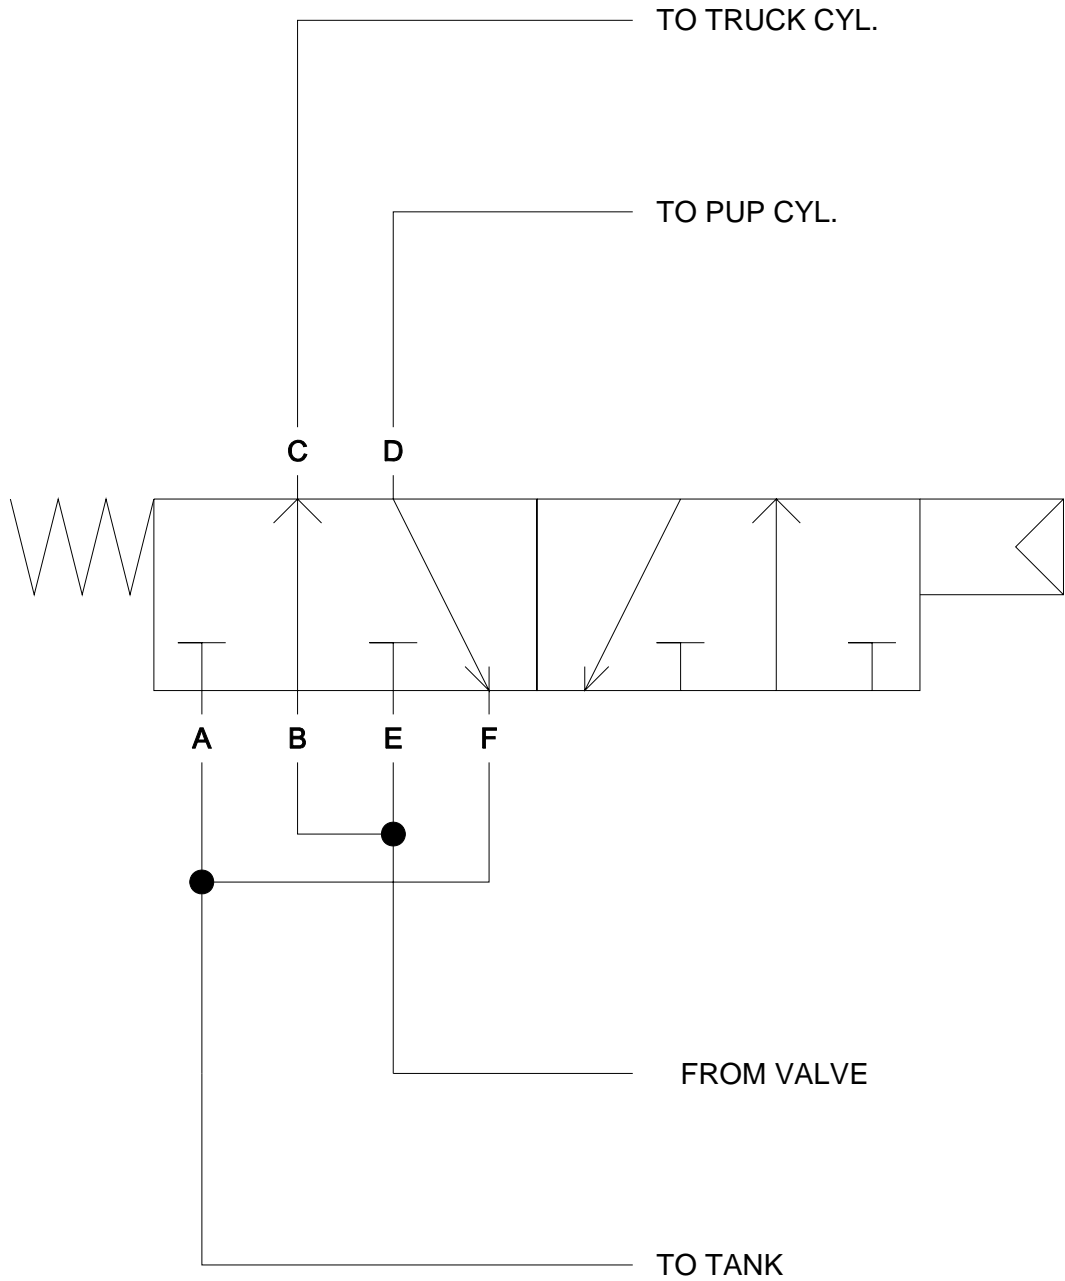 TO TRUCK CYL.
TO PUP CYL.
C D
A B E F
FROM VALVE
TO TANK